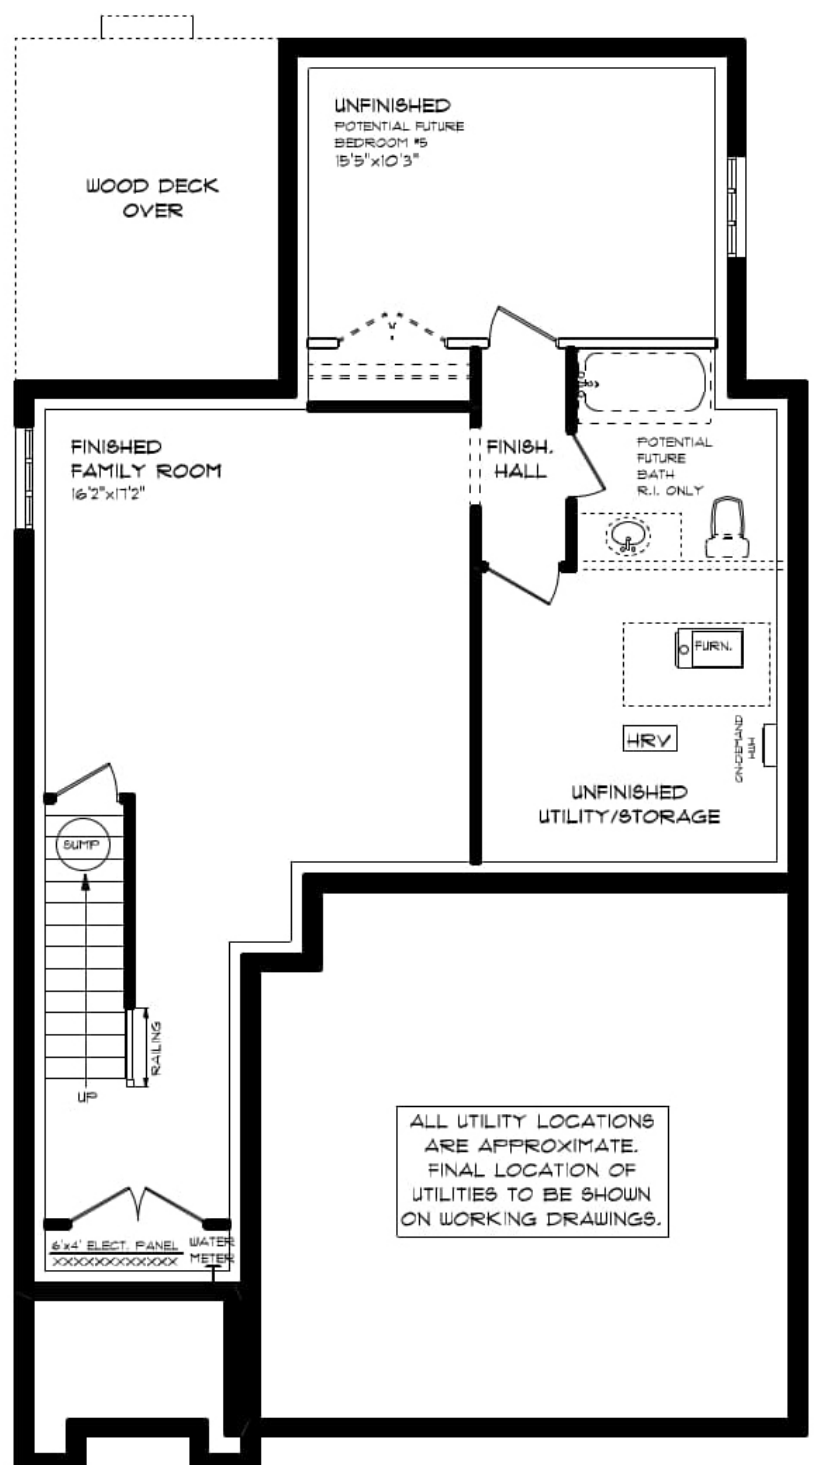 WOOD DECK
OVER
UNFINISHED
POTENTIAL FUTURE
BEDROOM #5
15'5"x10'3"
FINISHED
FAMILY ROOM
16'2"x17'2"
FINISH.
HALL
POTENTIAL
FUTURE
BATH
R.I. ONLY
FURN.
HRV
ON-DEMAND
HWH
UNFINISHED
UTILITY/STORAGE
SUMP
RAILING
UP
6'x4' ELECT. PANEL
XXXXXXXXXXXX
WATER
METER
ALL UTILITY LOCATIONS
ARE APPROXIMATE.
FINAL LOCATION OF
UTILITIES TO BE SHOWN
ON WORKING DRAWINGS.